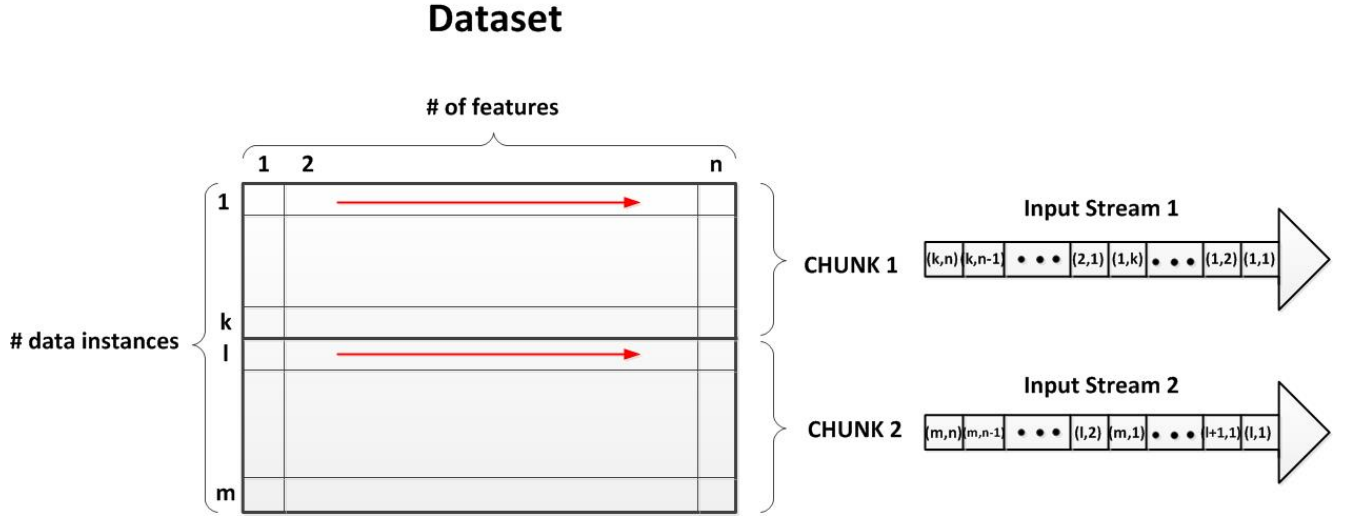 Dataset
# of features
1 2 n
1
k
# data instances
l
m
CHUNK 1
CHUNK 2
Input Stream 1
(k,n) (k,n-1) • • • (2,1) (1,k) • • • (1,2) (1,1)
Input Stream 2
(m,n) (m,n-1) • • • (l,2) (m,1) • • • (l+1,1) (l,1)